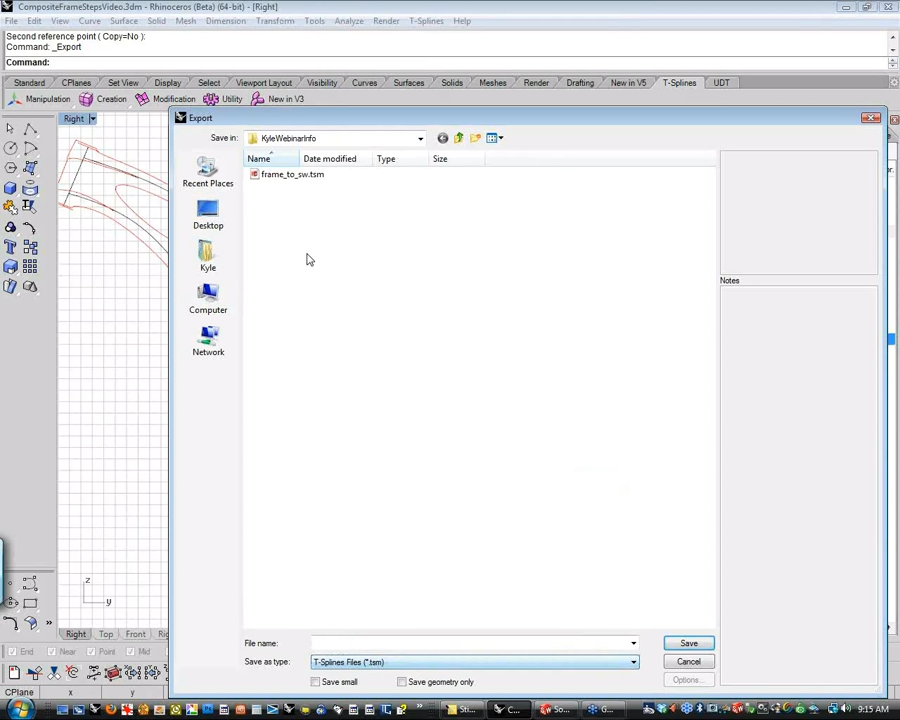 CompositeFrameStepsVideo.3dm - Rhinoceros (Beta) (64-bit) - [Right]
File Edit View Curve Surface Solid Mesh Dimension Transform Tools Analyze Render T-Splines Help
Second reference point ( Copy=No ):
Command: _Export
Command:
Standard CPlanes Set View Display Select Viewport Layout Visibility Curves Surfaces Solids Meshes Render Drafting New in V5 T-Splines UDT
Manipulation Creation Modification Utility New in V3
Right
Export
Save in: KyleWebinarInfo
Name Date modified Type Size
frame_to_sw.tsm
Recent Places
Desktop
Kyle
Computer
Network
Notes
z
y
File name:
Save
Save as type: T-Splines Files (*.tsm)
Cancel
Save small Save geometry only
Options...
Right Top Front
End Near Point Mid
CPlane x y
9:15 AM